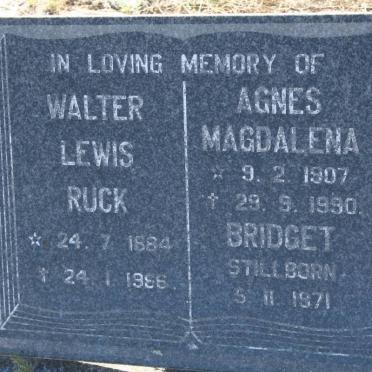 IN LOVING MEMORY OF
WALTER
LEWIS
RUCK
☆ 24.7.1884
† 24.1.1966.
AGNES
MAGDALENA
☆ 9.2.1907
† 29.9.1990.
BRIDGET
STILLBORN
5.11.1971